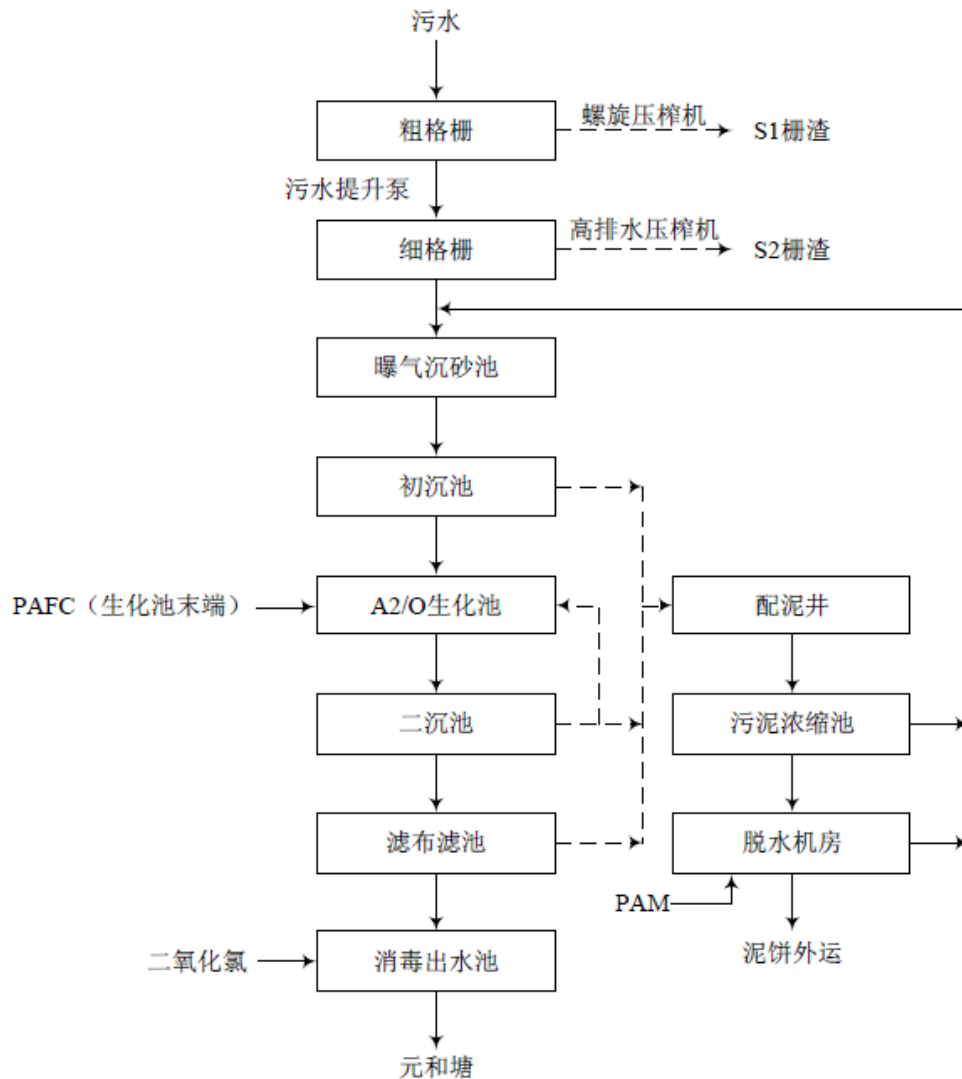 污水
粗格栅
螺旋压榨机
S1栅渣
污水提升泵
细格栅
高排水压榨机
S2栅渣
曝气沉砂池
初沉池
PAFC（生化池末端）
A2/O生化池
配泥井
二沉池
污泥浓缩池
滤布滤池
脱水机房
PAM
二氧化氯
消毒出水池
泥饼外运
元和塘